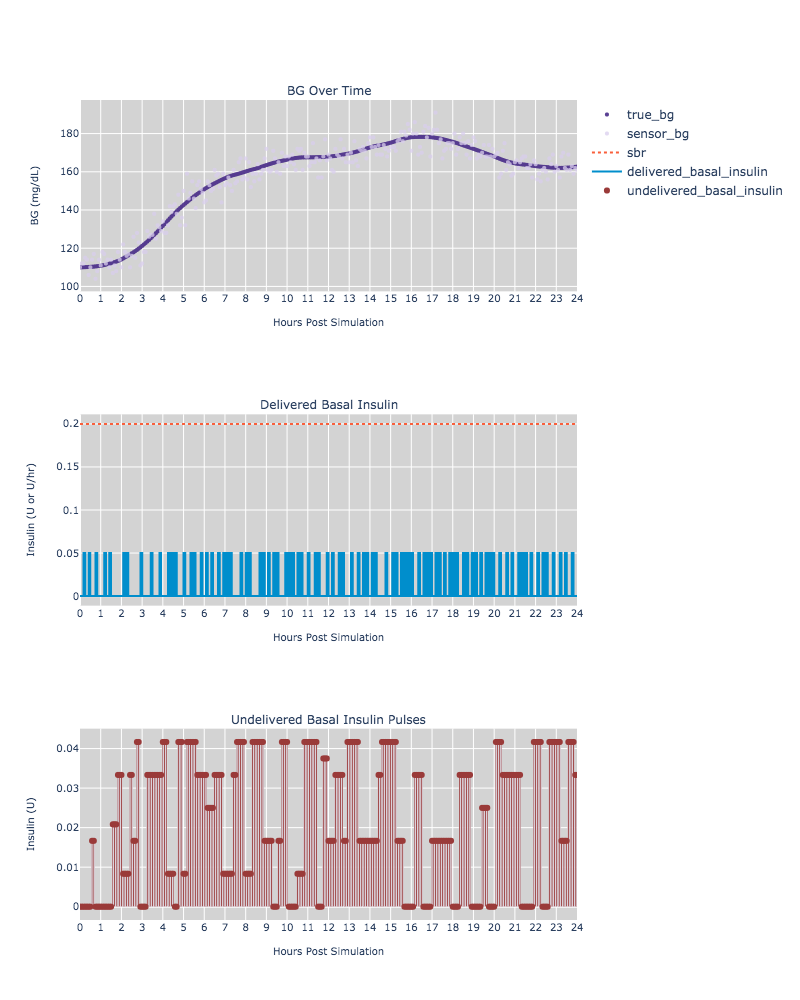 BG Over Time
BG (mg/dL)
180
160
140
120
100
0 1 2 3 4 5 6 7 8 9 10 11 12 13 14 15 16 17 18 19 20 21 22 23 24
Hours Post Simulation
true_bg
sensor_bg
sbr
delivered_basal_insulin
undelivered_basal_insulin
Delivered Basal Insulin
Insulin (U or U/hr)
0.2
0.15
0.1
0.05
0
0 1 2 3 4 5 6 7 8 9 10 11 12 13 14 15 16 17 18 19 20 21 22 23 24
Hours Post Simulation
Undelivered Basal Insulin Pulses
Insulin (U)
0.04
0.03
0.02
0.01
0
0 1 2 3 4 5 6 7 8 9 10 11 12 13 14 15 16 17 18 19 20 21 22 23 24
Hours Post Simulation